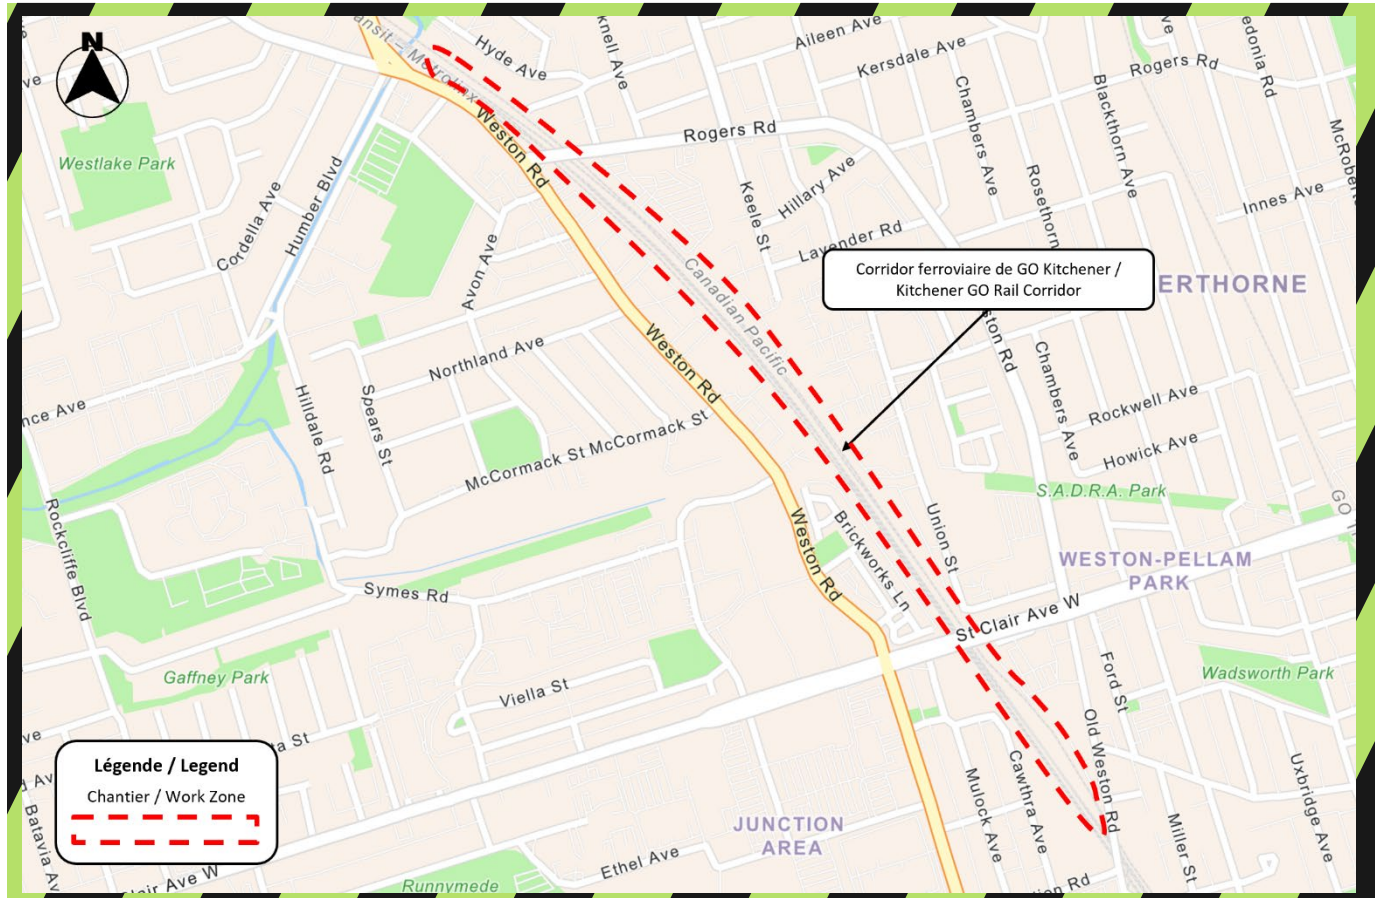 N
Hyde Ave
Aileen Ave
Kersdale Ave
Rogers Rd
Chambers Ave
Blackthorn Ave
Westlake Park
Weston Rd
Rogers Rd
Cordella Ave
Humber Blvd
Avon Ave
Keele St
Hillary Ave
Lavender Rd
Innes Ave
Corridor ferroviaire de GO Kitchener /
Kitchener GO Rail Corridor
ERTHORNE
Canadian Pacific
Weston Rd
Northland Ave
Spears St
Hilldale Rd
McCormack St
McCormack St
Chambers Ave
Rockwell Ave
Howick Ave
S.A.D.R.A. Park
GO
Rockcliffe Blvd
Weston Rd
Brickworks Ln
Union St
WESTON-PELLAM
PARK
Symes Rd
St Clair Ave W
Gaffney Park
Viella St
Ford St
Wadsworth Park
Old Weston Rd
Légende / Legend
Chantier / Work Zone
Mulock Ave
Cawthra Ave
Miller St
Uxbridge Ave
JUNCTION
AREA
Batavia Av
Clair Ave W
Ethel Ave
Runnymede